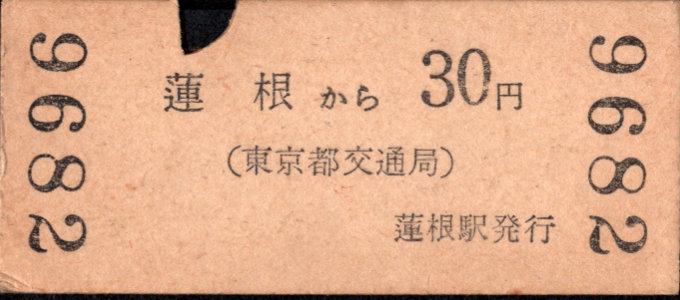 9682
蓮根から 30円
(東京都交通局)
蓮根駅発行
9682